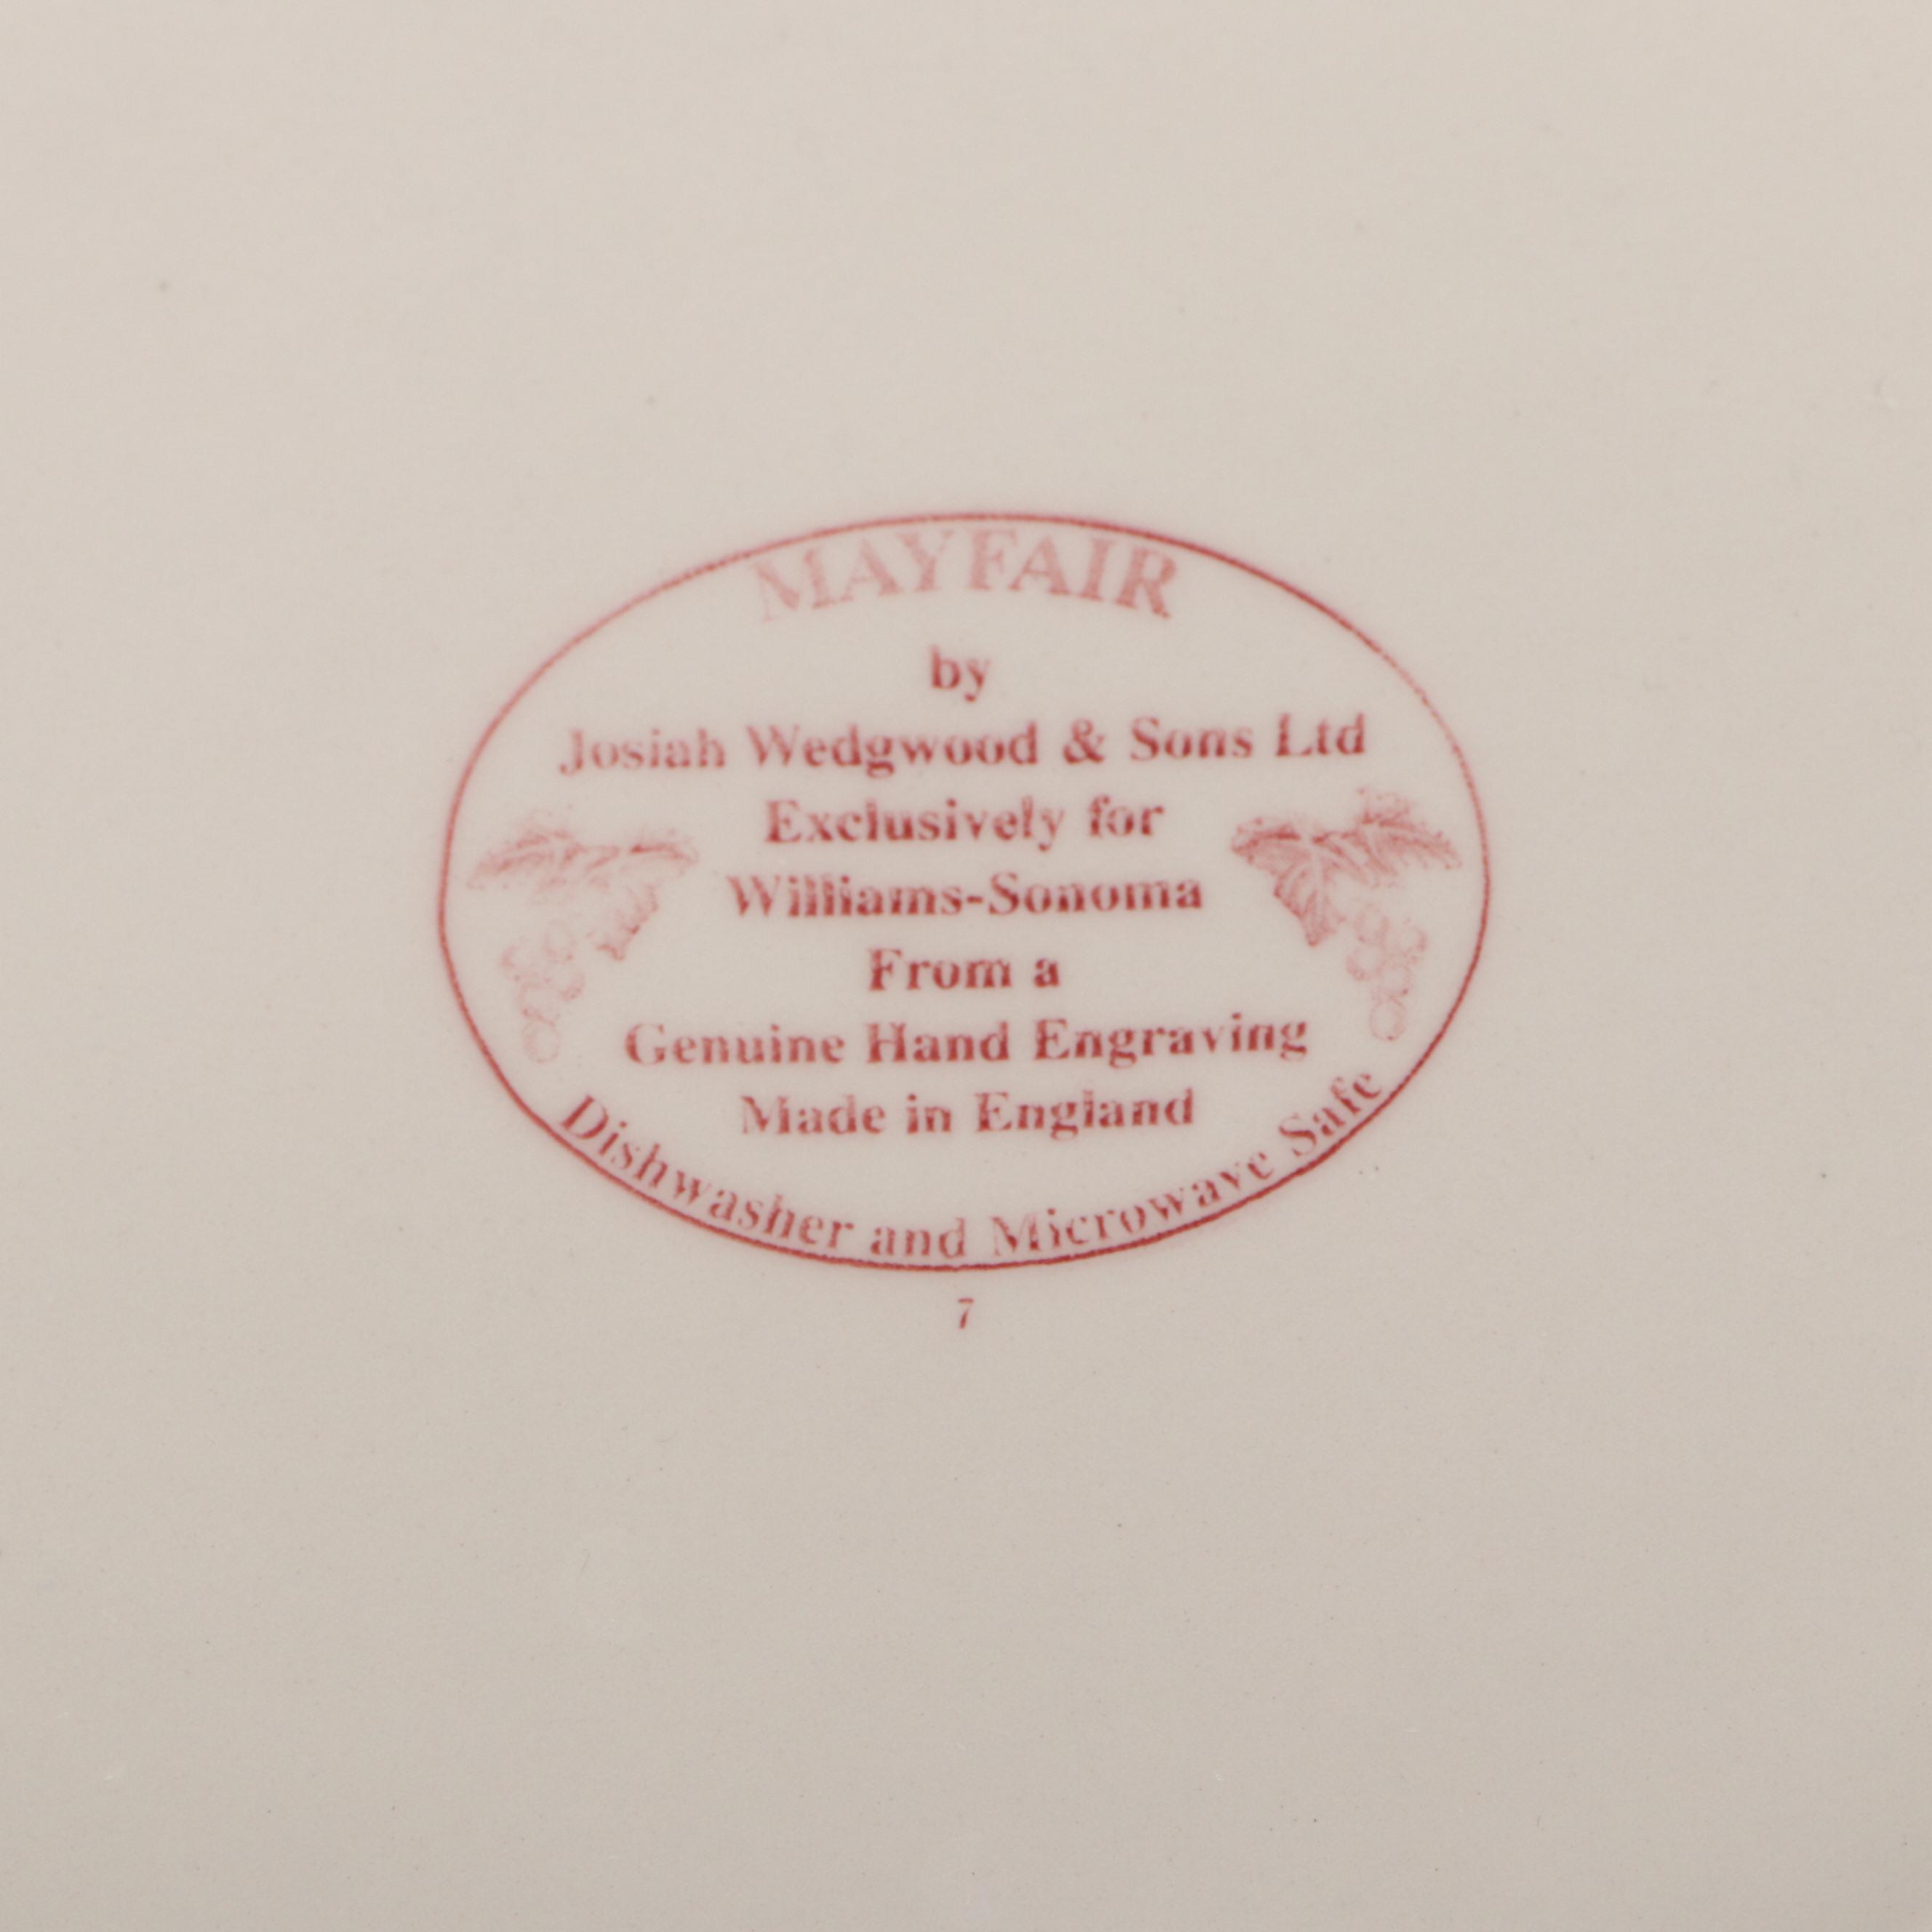 MAYFAIR
by
Josiah Wedgwood & Sons Ltd
Exclusively for
Williams-Sonoma
From a
Genuine Hand Engraving
Made in England
Dishwasher and Microwave Safe
7